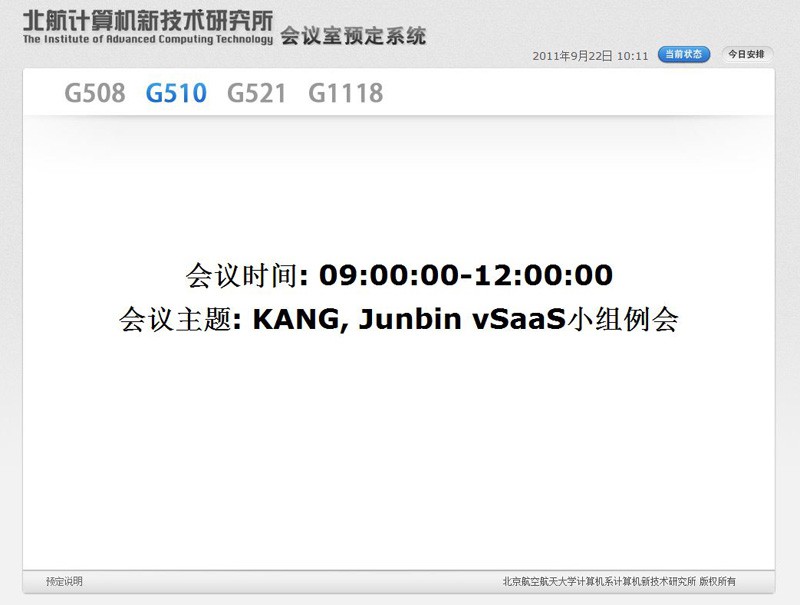 北航计算机新技术研究所
The Institute of Advanced Computing Technology
会议室预定系统
2011年9月22日 10:11 当前状态 今日安排
G508 G510 G521 G1118
会议时间: 09:00:00-12:00:00
会议主题: KANG, Junbin vSaaS小组例会
预定说明
北京航空航天大学计算机系计算机新技术研究所 版权所有